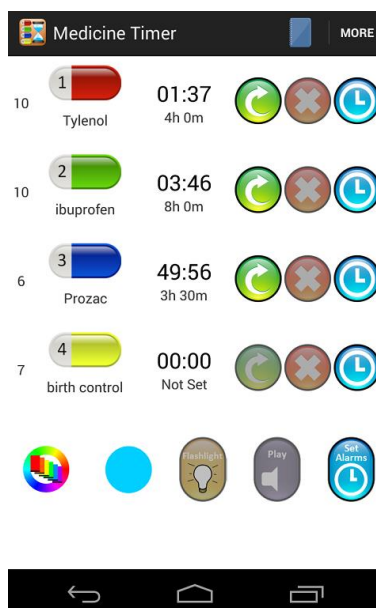 Medicine Timer
MORE
10
1
Tylenol
01:37
4h 0m
10
2
ibuprofen
03:46
8h 0m
6
3
Prozac
49:56
3h 30m
7
4
birth control
00:00
Not Set
Flashlight
Play
Set
Alarms